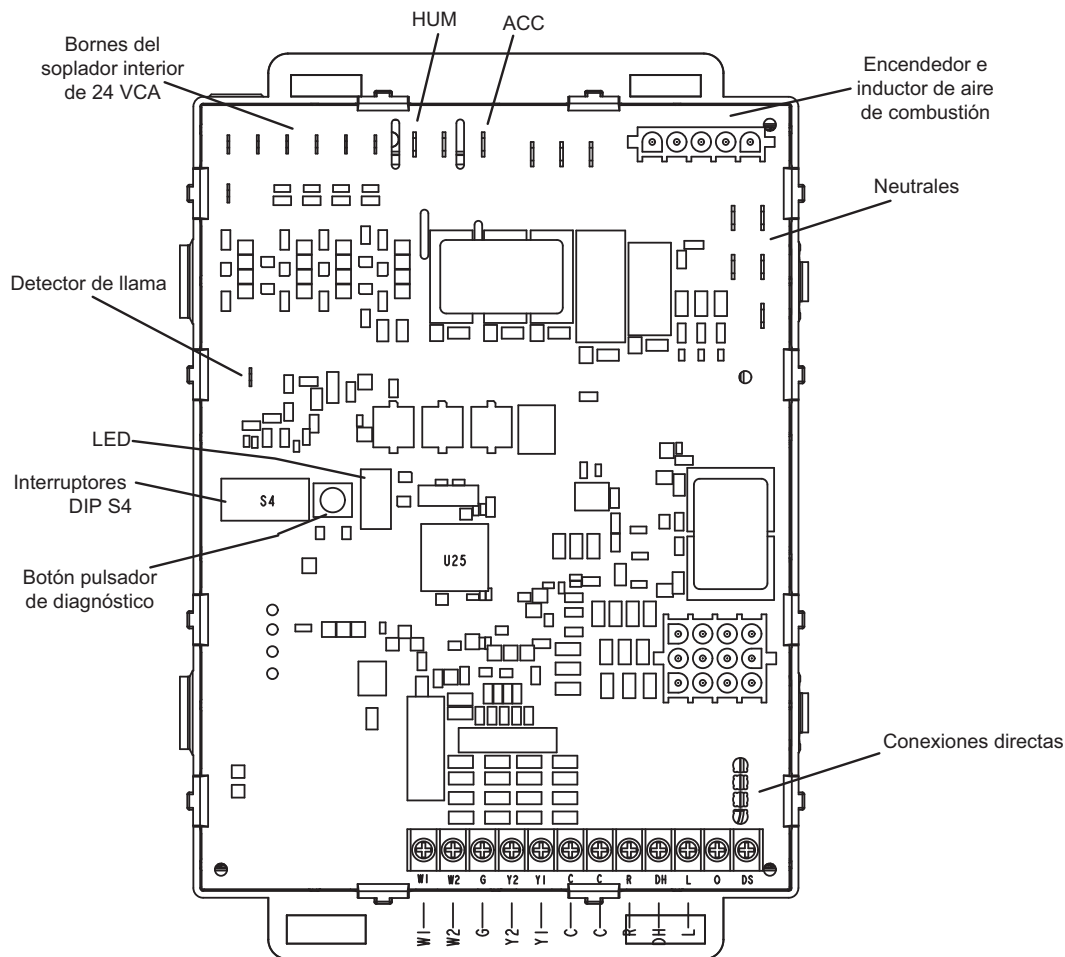 HUM
ACC
Bornes del
soplador interior
de 24 VCA
Encendedor e
inductor de aire
de combustión
Neutrales
Detector de llama
LED
Interruptores
DIP S4
S4
U25
Botón pulsador
de diagnóstico
Conexiones directas
W1 W2 G Y2 Y1 C C R DH L O DS
W1 W2 G Y2 Y1 C C R DH L